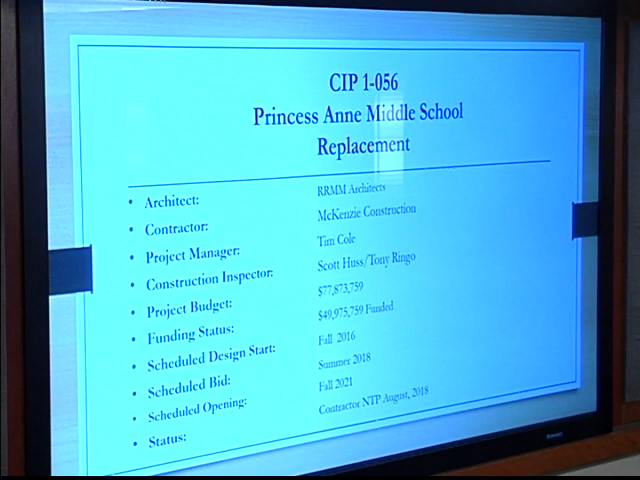 CIP 1-056
Princess Anne Middle School
Replacement
• Architect: RRMM Architects
• Contractor: McKenzie Construction
• Project Manager: Tim Cole
• Construction Inspector: Scott Huss/Tony Ringo
• Project Budget: $77,873,759
• Funding Status: $49,975,759 Funded
• Scheduled Design Start: Fall 2016
• Scheduled Bid: Summer 2018
• Scheduled Opening: Fall 2021
• Status: Contractor NTP August, 2018